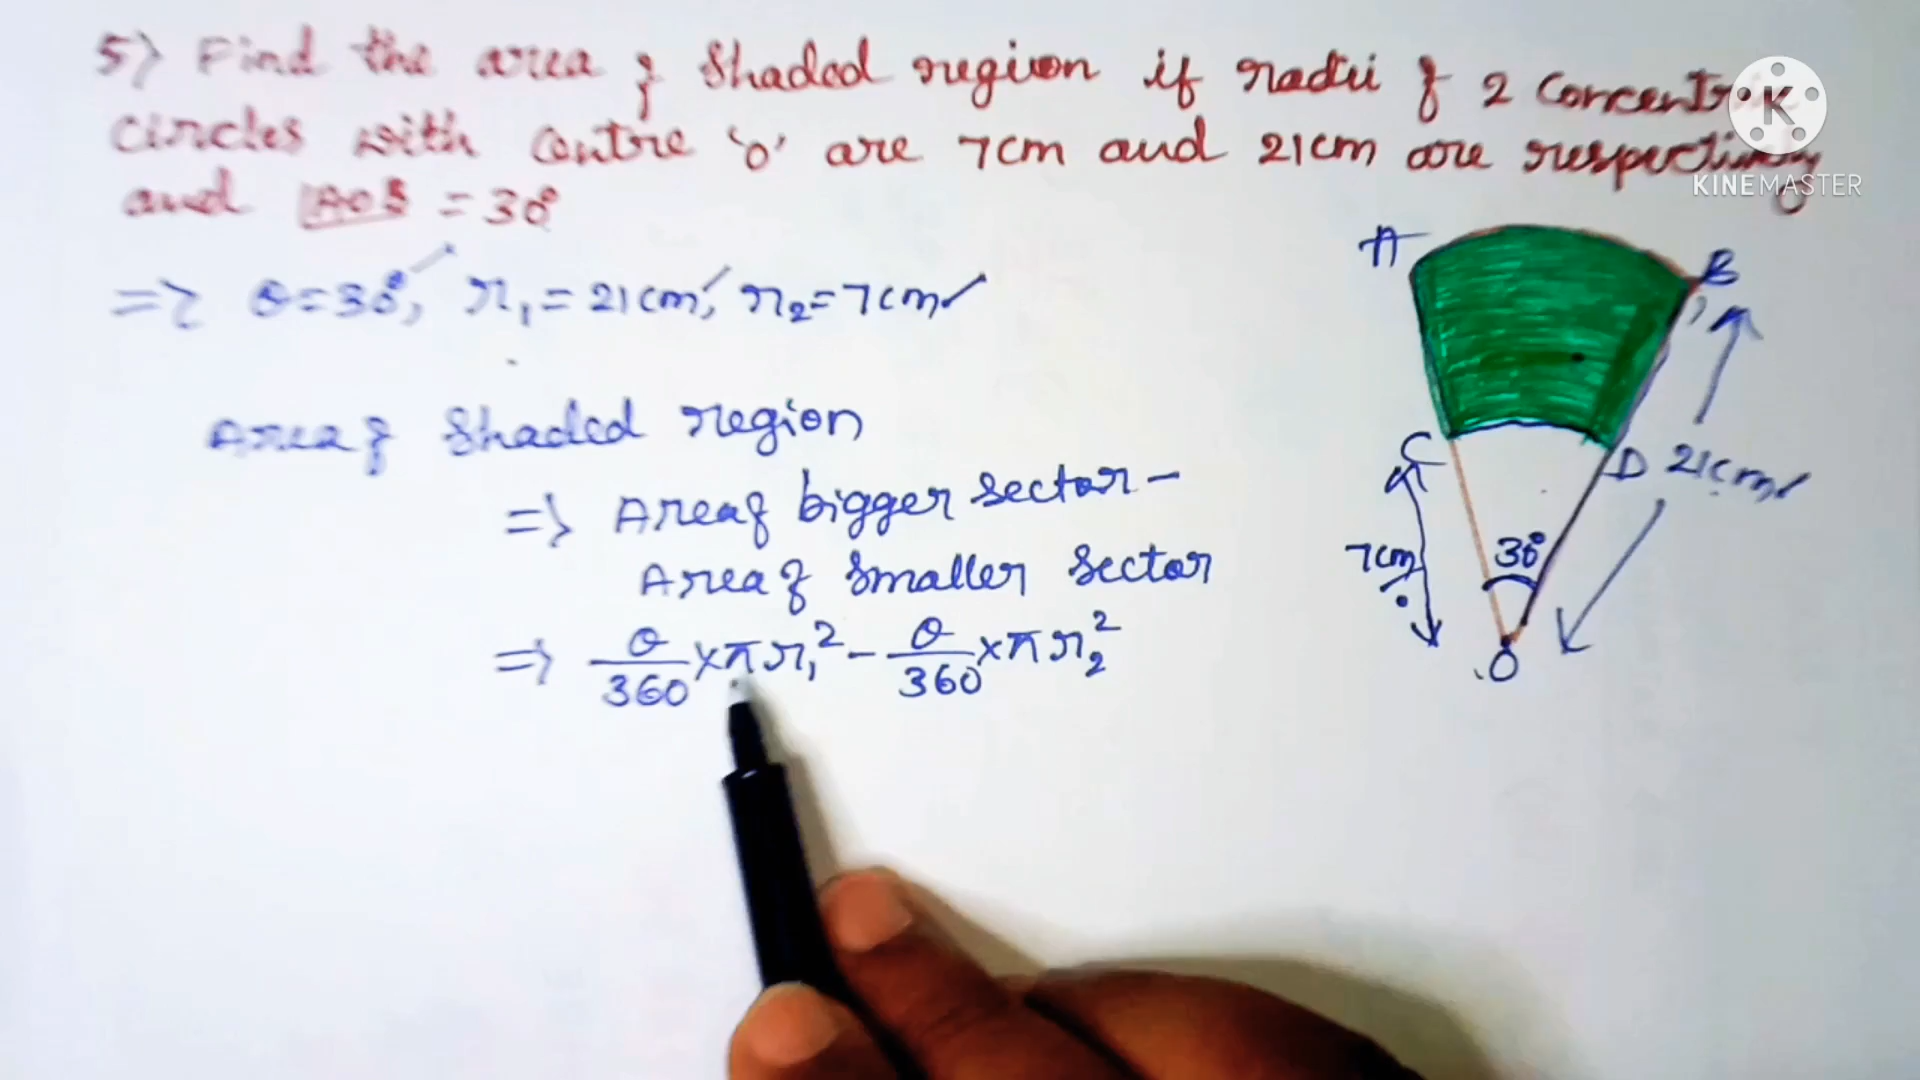 5) Find the area of shaded region if radii of 2 concentric
circles with centre 'O' are 7cm and 21cm are respectively
and ∠AOB = 30°
=> θ=30°, r₁=21cm, r₂=7cm
Area of shaded region
=> Area of bigger sector -
Area of smaller sector
=> θ/360 × πr₁² - θ/360 × πr₂²
A
B
C
D
21cm
7cm
30°
O
K
KINEMASTER